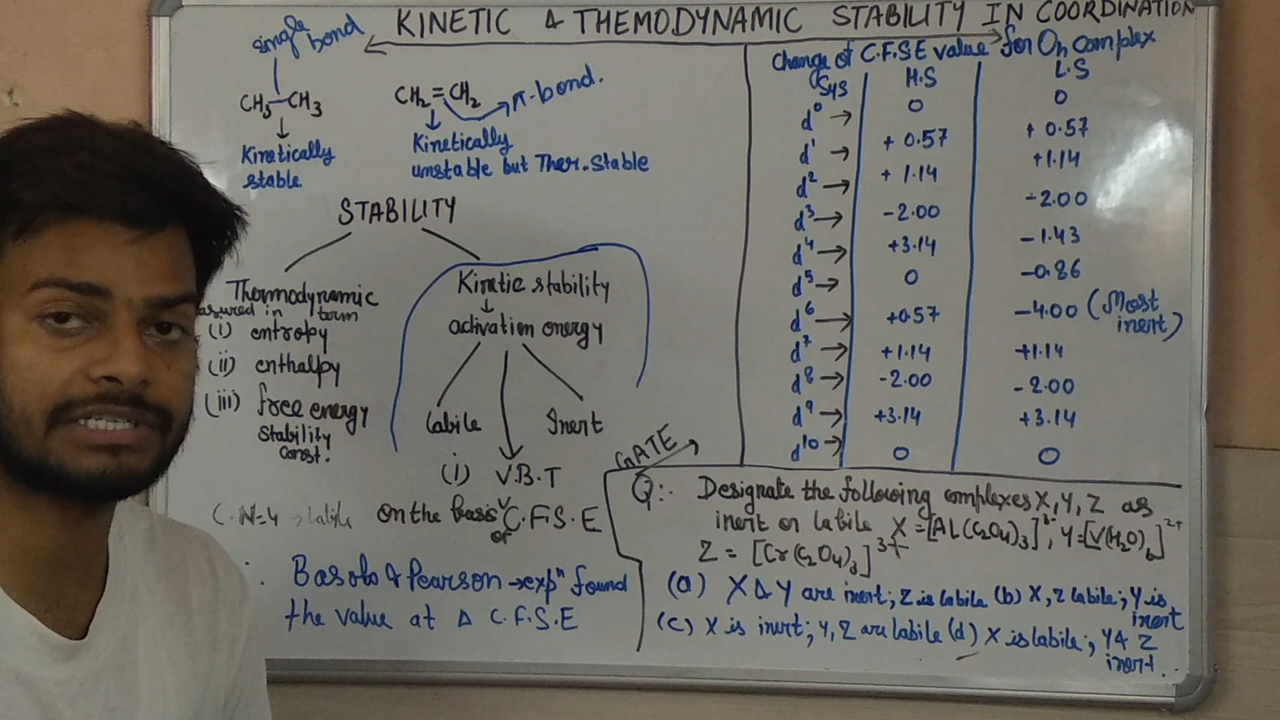 KINETIC & THEMODYNAMIC STABILITY IN COORDINATION
single bond
CH3-CH3
Kinetically
stable
CH2=CH2
π-bond.
Kinetically
unstable but Ther. Stable
STABILITY
Thermodynamic
term
(i) entropy
(ii) enthalpy
(iii) free energy
Stability
Const.
Kinetic stability
activation energy
Labile
Inert
(i) V.B.T
C·N=4 → labile
on the basis of C.F.S.E
∴ Basolo & Pearson → expⁿ found
the value at Δ C.F.S.E
Change of C.F.S.E value for Oh complex
Sys H.S L.S
d⁰ → 0 0
d¹ → +0.57 +0.57
d² → +1.14 +1.14
d³ → -2.00 -2.00
d⁴ → +3.14 -1.43
d⁵ → 0 -0.86
d⁶ → +0.57 -4.00 (Most inert)
d⁷ → +1.14 +1.14
d⁸ → -2.00 -2.00
d⁹ → +3.14 +3.14
d¹⁰ → 0 0
GATE
Q:- Designate the following complexes X, Y, Z as
inert or labile X = [Al(C2O4)3]³⁻, Y = [V(H2O)6]²⁺
Z = [Cr(C2O4)3]³⁺
(a) X & Y are inert; Z is labile (b) X, Z labile; Y is inert
(c) X is inert; Y, Z are labile (d) X is labile; Y & Z inert.